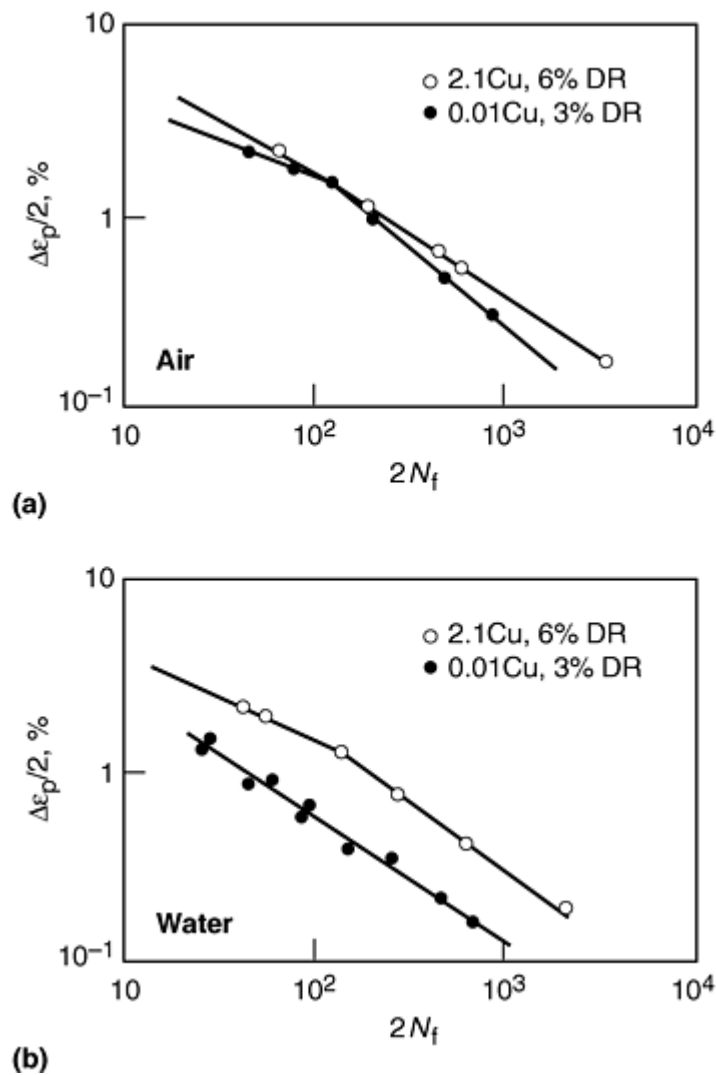 10
2.1Cu, 6% DR
0.01Cu, 3% DR
Δεp/2, %
1
Air
10⁻¹
10 10² 10³ 10⁴
2Nf
(a)
10
2.1Cu, 6% DR
0.01Cu, 3% DR
Δεp/2, %
1
Water
10⁻¹
10 10² 10³ 10⁴
2Nf
(b)